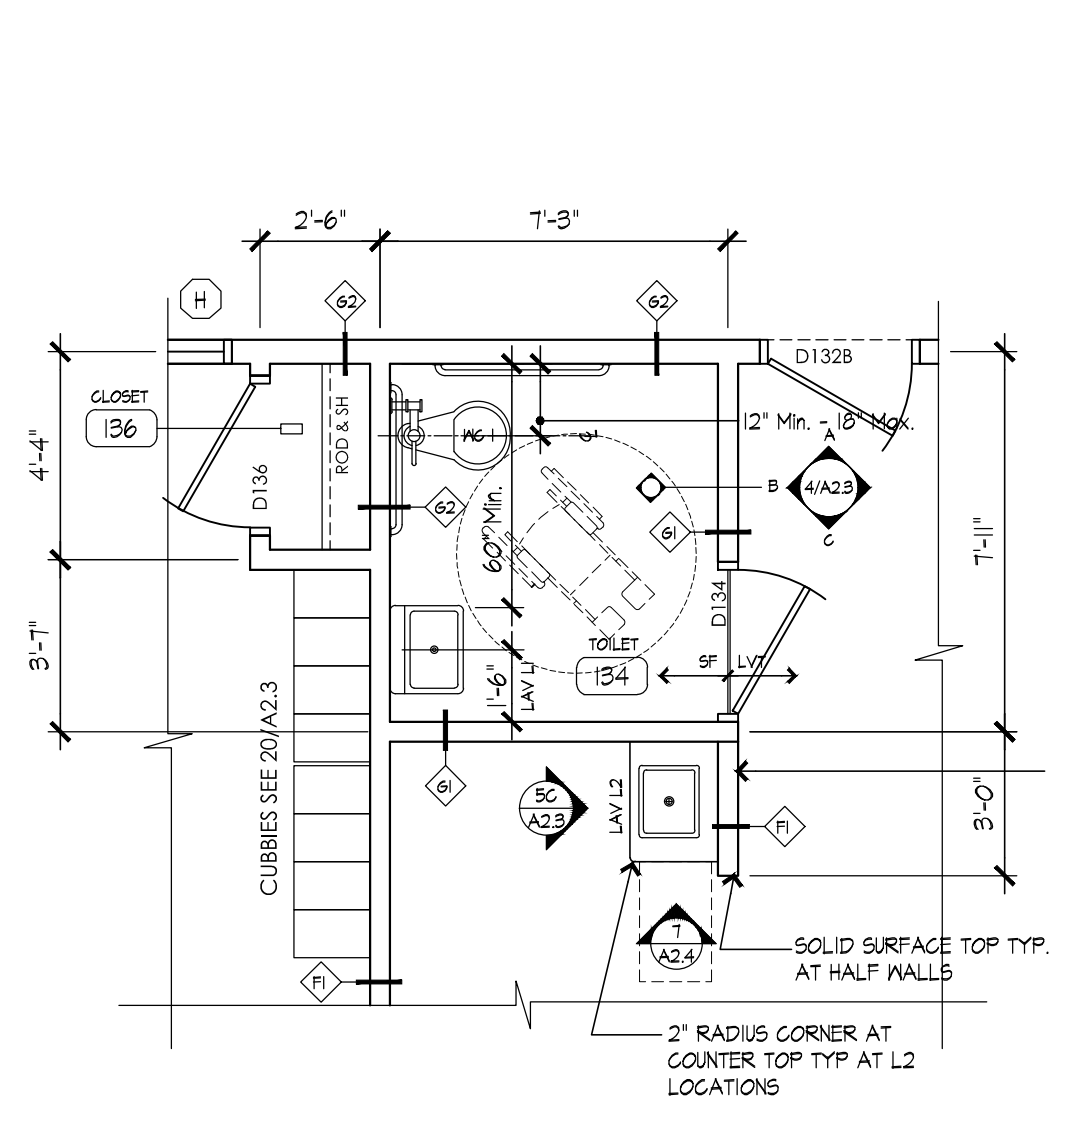 2'-6"
7'-3"
H
G2
G2
D132B
CLOSET
136
ROD & SH
WC 1
12" Min. - 18" Max.
A
4'-4"
D136
B
4/A2.3
G2
60" Min.
G1
C
7'-11"
D134
3'-7"
TOILET
134
SF
LVT
1'-6"
LAV L1
CUBBIES SEE 20/A2.3
G1
5C
A2.3
LAV L2
F1
3'-0"
7
A2.4
SOLID SURFACE TOP TYP.
AT HALF WALLS
F1
2" RADIUS CORNER AT
COUNTER TOP TYP AT L2
LOCATIONS